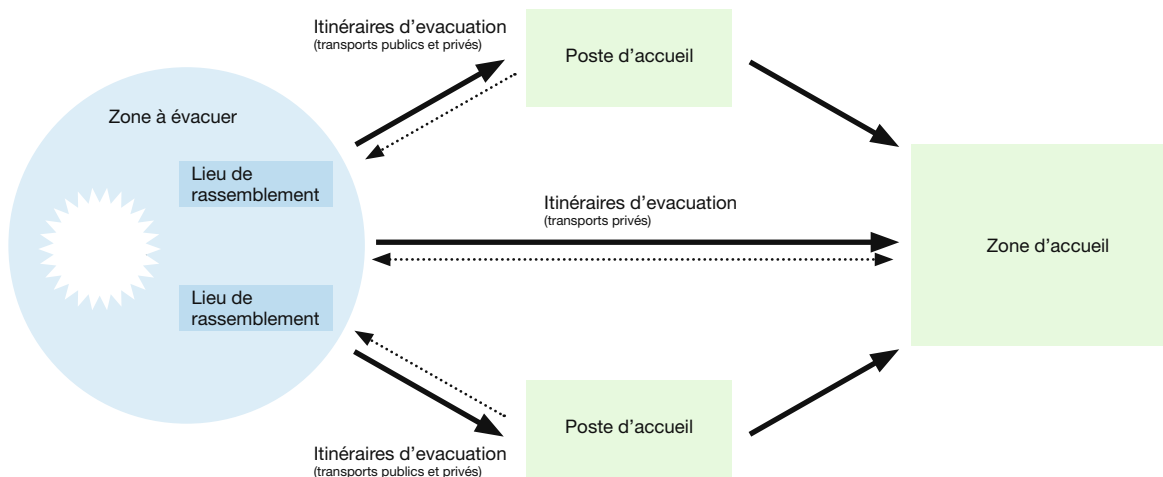 Itinéraires d'evacuation
(transports publics et privés)
Poste d'accueil
Zone à évacuer
Lieu de
rassemblement
Itinéraires d'evacuation
(transports privés)
Zone d'accueil
Lieu de
rassemblement
Poste d'accueil
Itinéraires d'evacuation
(transports publics et privés)